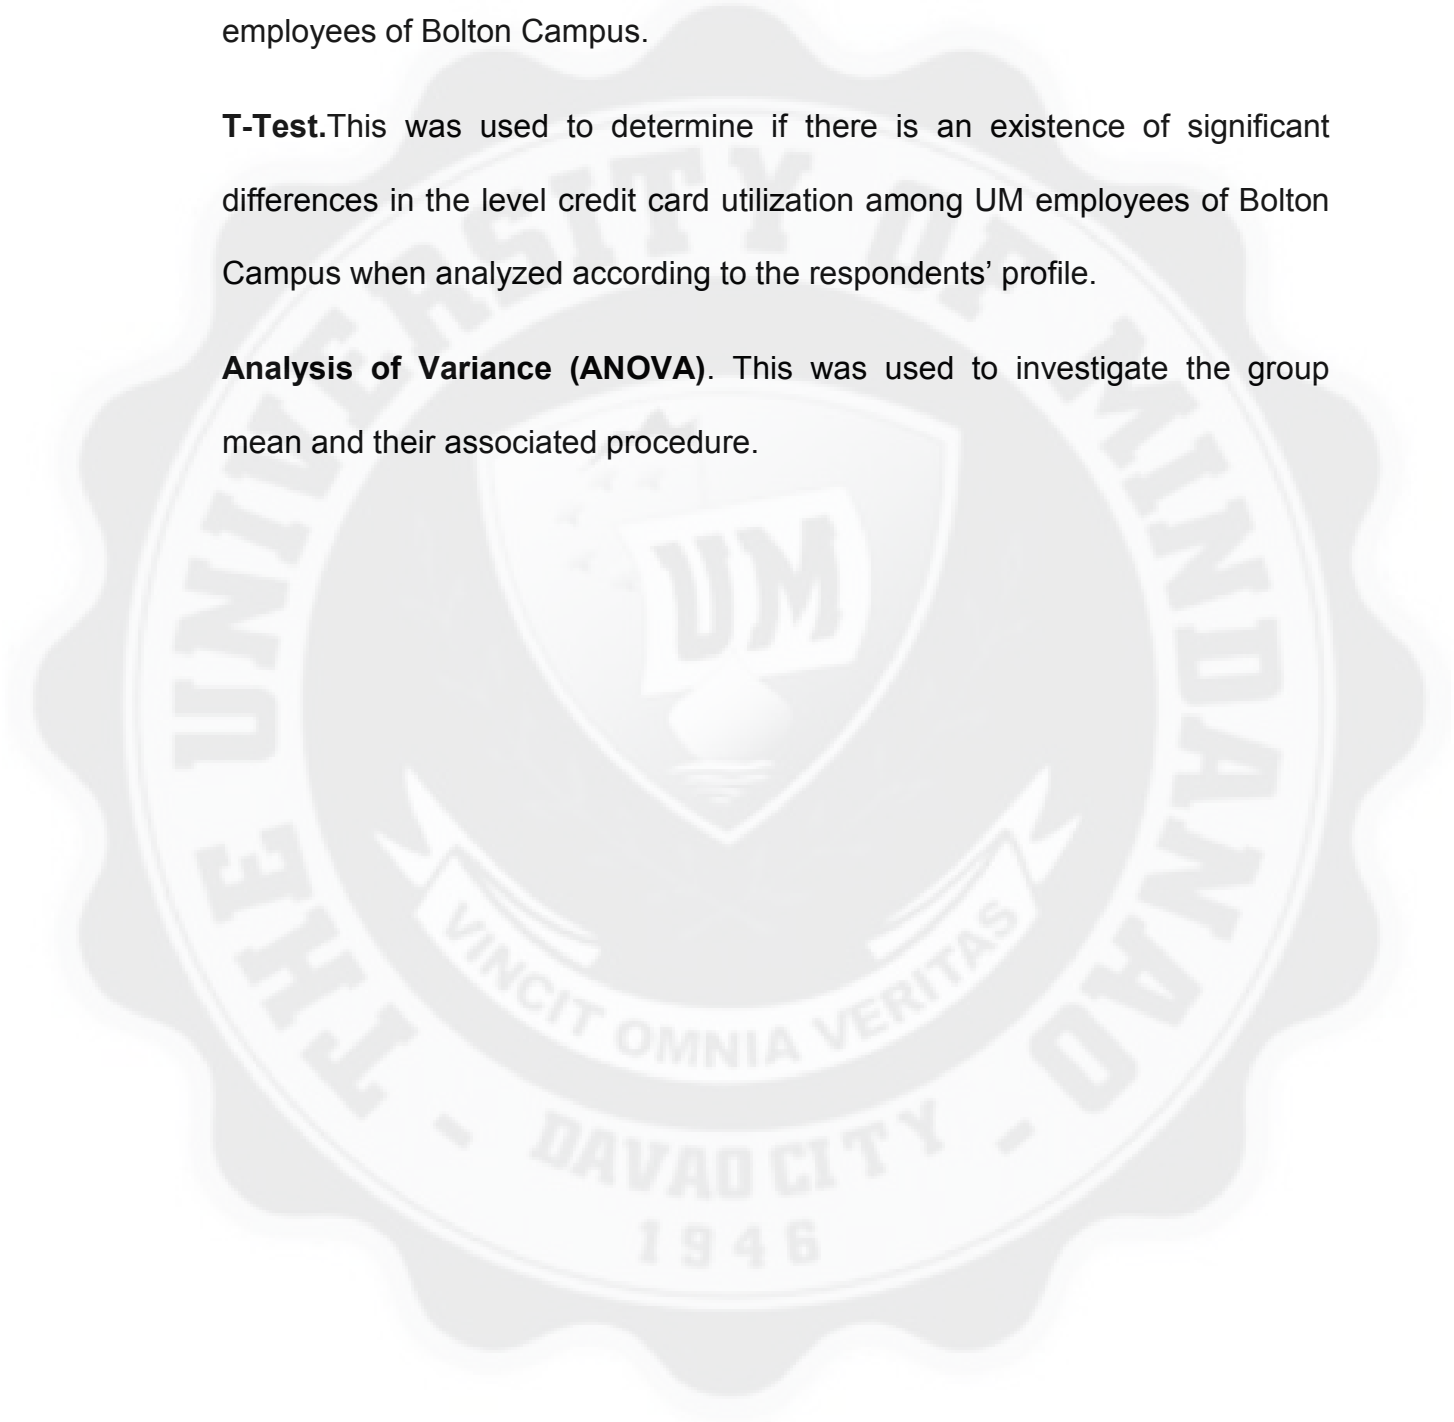 employees of Bolton Campus.
T-Test.This was used to determine if there is an existence of significant
differences in the level credit card utilization among UM employees of Bolton
Campus when analyzed according to the respondents’ profile.
Analysis of Variance (ANOVA). This was used to investigate the group
mean and their associated procedure.
THE UNIVERSITY OF MINDANAO
UM
VINCIT OMNIA VERITAS
- DAVAO CITY -
1946